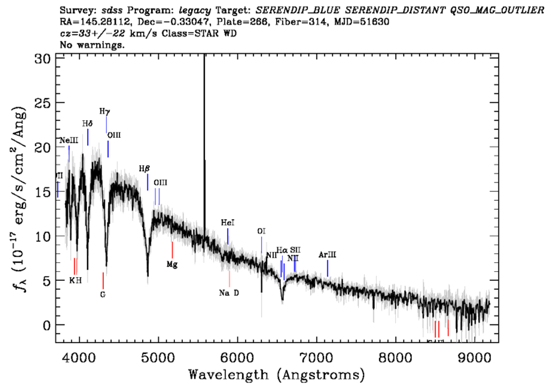 Survey: sdss Program: legacy Target: SERENDIP_BLUE SERENDIP_DISTANT QSO_MAG_OUTLIER
RA=145.28112, Dec=-0.33047, Plate=266, Fiber=314, MJD=51630
cz=33+/-22 km/s Class=STAR WD
No warnings.
30
25
20
15
10
5
0
fλ (10⁻¹⁷ erg/s/cm²/Ang)
Hγ
Hδ
OIII
NeIII
Hβ
OIII
HeI
OI
Hα SII
NII
NII
ArIII
K H
G
Mg
Na D
4000 5000 6000 7000 8000 9000
Wavelength (Angstroms)